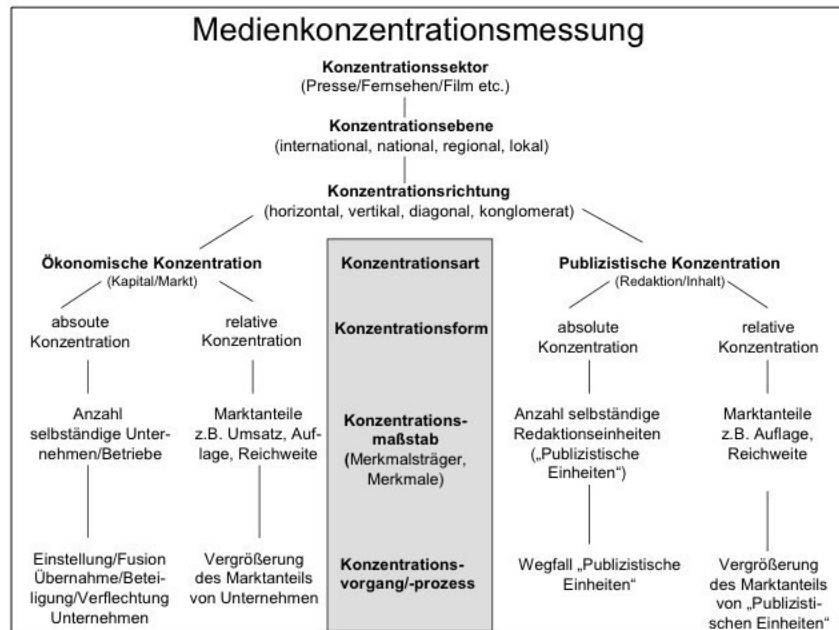 Medienkonzentrationsmessung
Konzentrationssektor
(Presse/Fernsehen/Film etc.)
Konzentrationsebene
(international, national, regional, lokal)
Konzentrationsrichtung
(horizontal, vertikal, diagonal, konglomerat)
Ökonomische Konzentration
(Kapital/Markt)
Konzentrationsart
Publizistische Konzentration
(Redaktion/Inhalt)
absoute
Konzentration
relative
Konzentration
Konzentrationsform
absolute
Konzentration
relative
Konzentration
Anzahl
selbständige Unter-
nehmen/Betriebe
Marktanteile
z.B. Umsatz, Auf-
lage, Reichweite
Konzentrations-
maßstab
(Merkmalsträger,
Merkmale)
Anzahl selbständige
Redaktionseinheiten
(„Publizistische
Einheiten“)
Marktanteile
z.B. Auflage,
Reichweite
Einstellung/Fusion
Übernahme/Betei-
ligung/Verflechtung
Unternehmen
Vergrößerung
des Marktanteils
von Unternehmen
Konzentrations-
vorgang/-prozess
Wegfall „Publizistische
Einheiten“
Vergrößerung
des Marktanteils
von „Publizisti-
schen Einheiten“